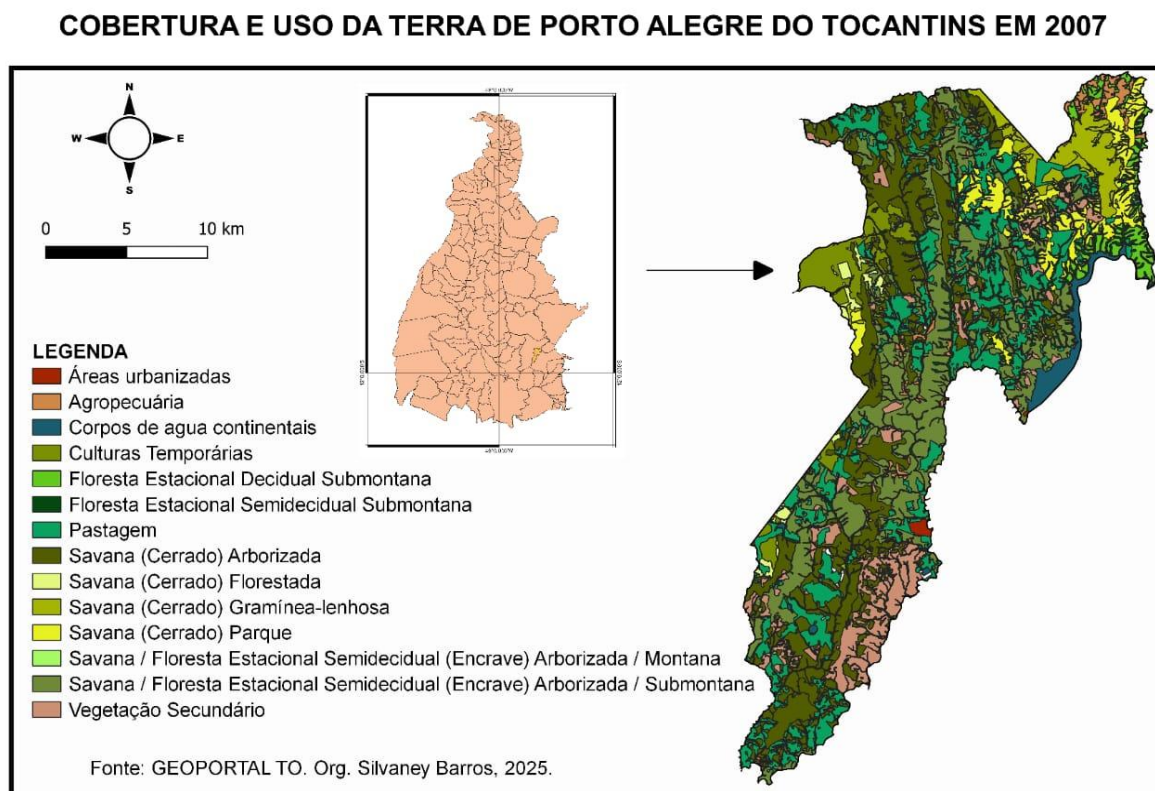 COBERTURA E USO DA TERRA DE PORTO ALEGRE DO TOCANTINS EM 2007
N
W
E
S
0 5 10 km
LEGENDA
Áreas urbanizadas
Agropecuária
Corpos de agua continentais
Culturas Temporárias
Floresta Estacional Decidual Submontana
Floresta Estacional Semidecidual Submontana
Pastagem
Savana (Cerrado) Arborizada
Savana (Cerrado) Florestada
Savana (Cerrado) Gramínea-lenhosa
Savana (Cerrado) Parque
Savana / Floresta Estacional Semidecidual (Encrave) Arborizada / Montana
Savana / Floresta Estacional Semidecidual (Encrave) Arborizada / Submontana
Vegetação Secundário
Fonte: GEOPORTAL TO. Org. Silvaney Barros, 2025.